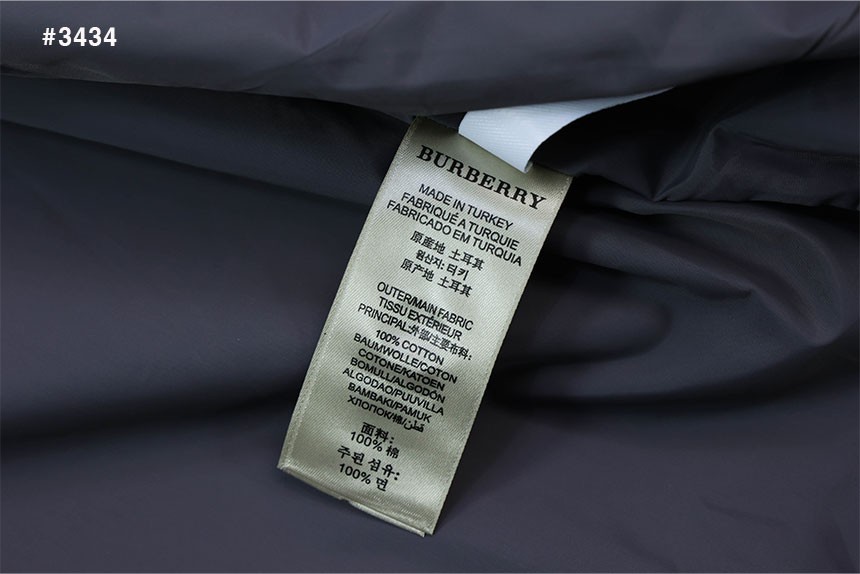 #3434
BURBERRY
MADE IN TURKEY
FABRIQUÉ A TURQUIE
FABRICADO EM TURQUIA
原産地 土耳其
원산지: 터키
原产地 土耳其
OUTER/MAIN FABRIC
TISSU EXTÉRIEUR
PRINCIPAL:外部/主要布料:
100% COTTON
BAUMWOLLE/COTON
COTONE/KATOEN
BOMULL/ALGODÓN
ALGODAO/PUUVILLA
BAMBAKI/PAMUK
ХЛОПОК/棉/قطن
面料:
100% 棉
주된 섬유:
100% 면